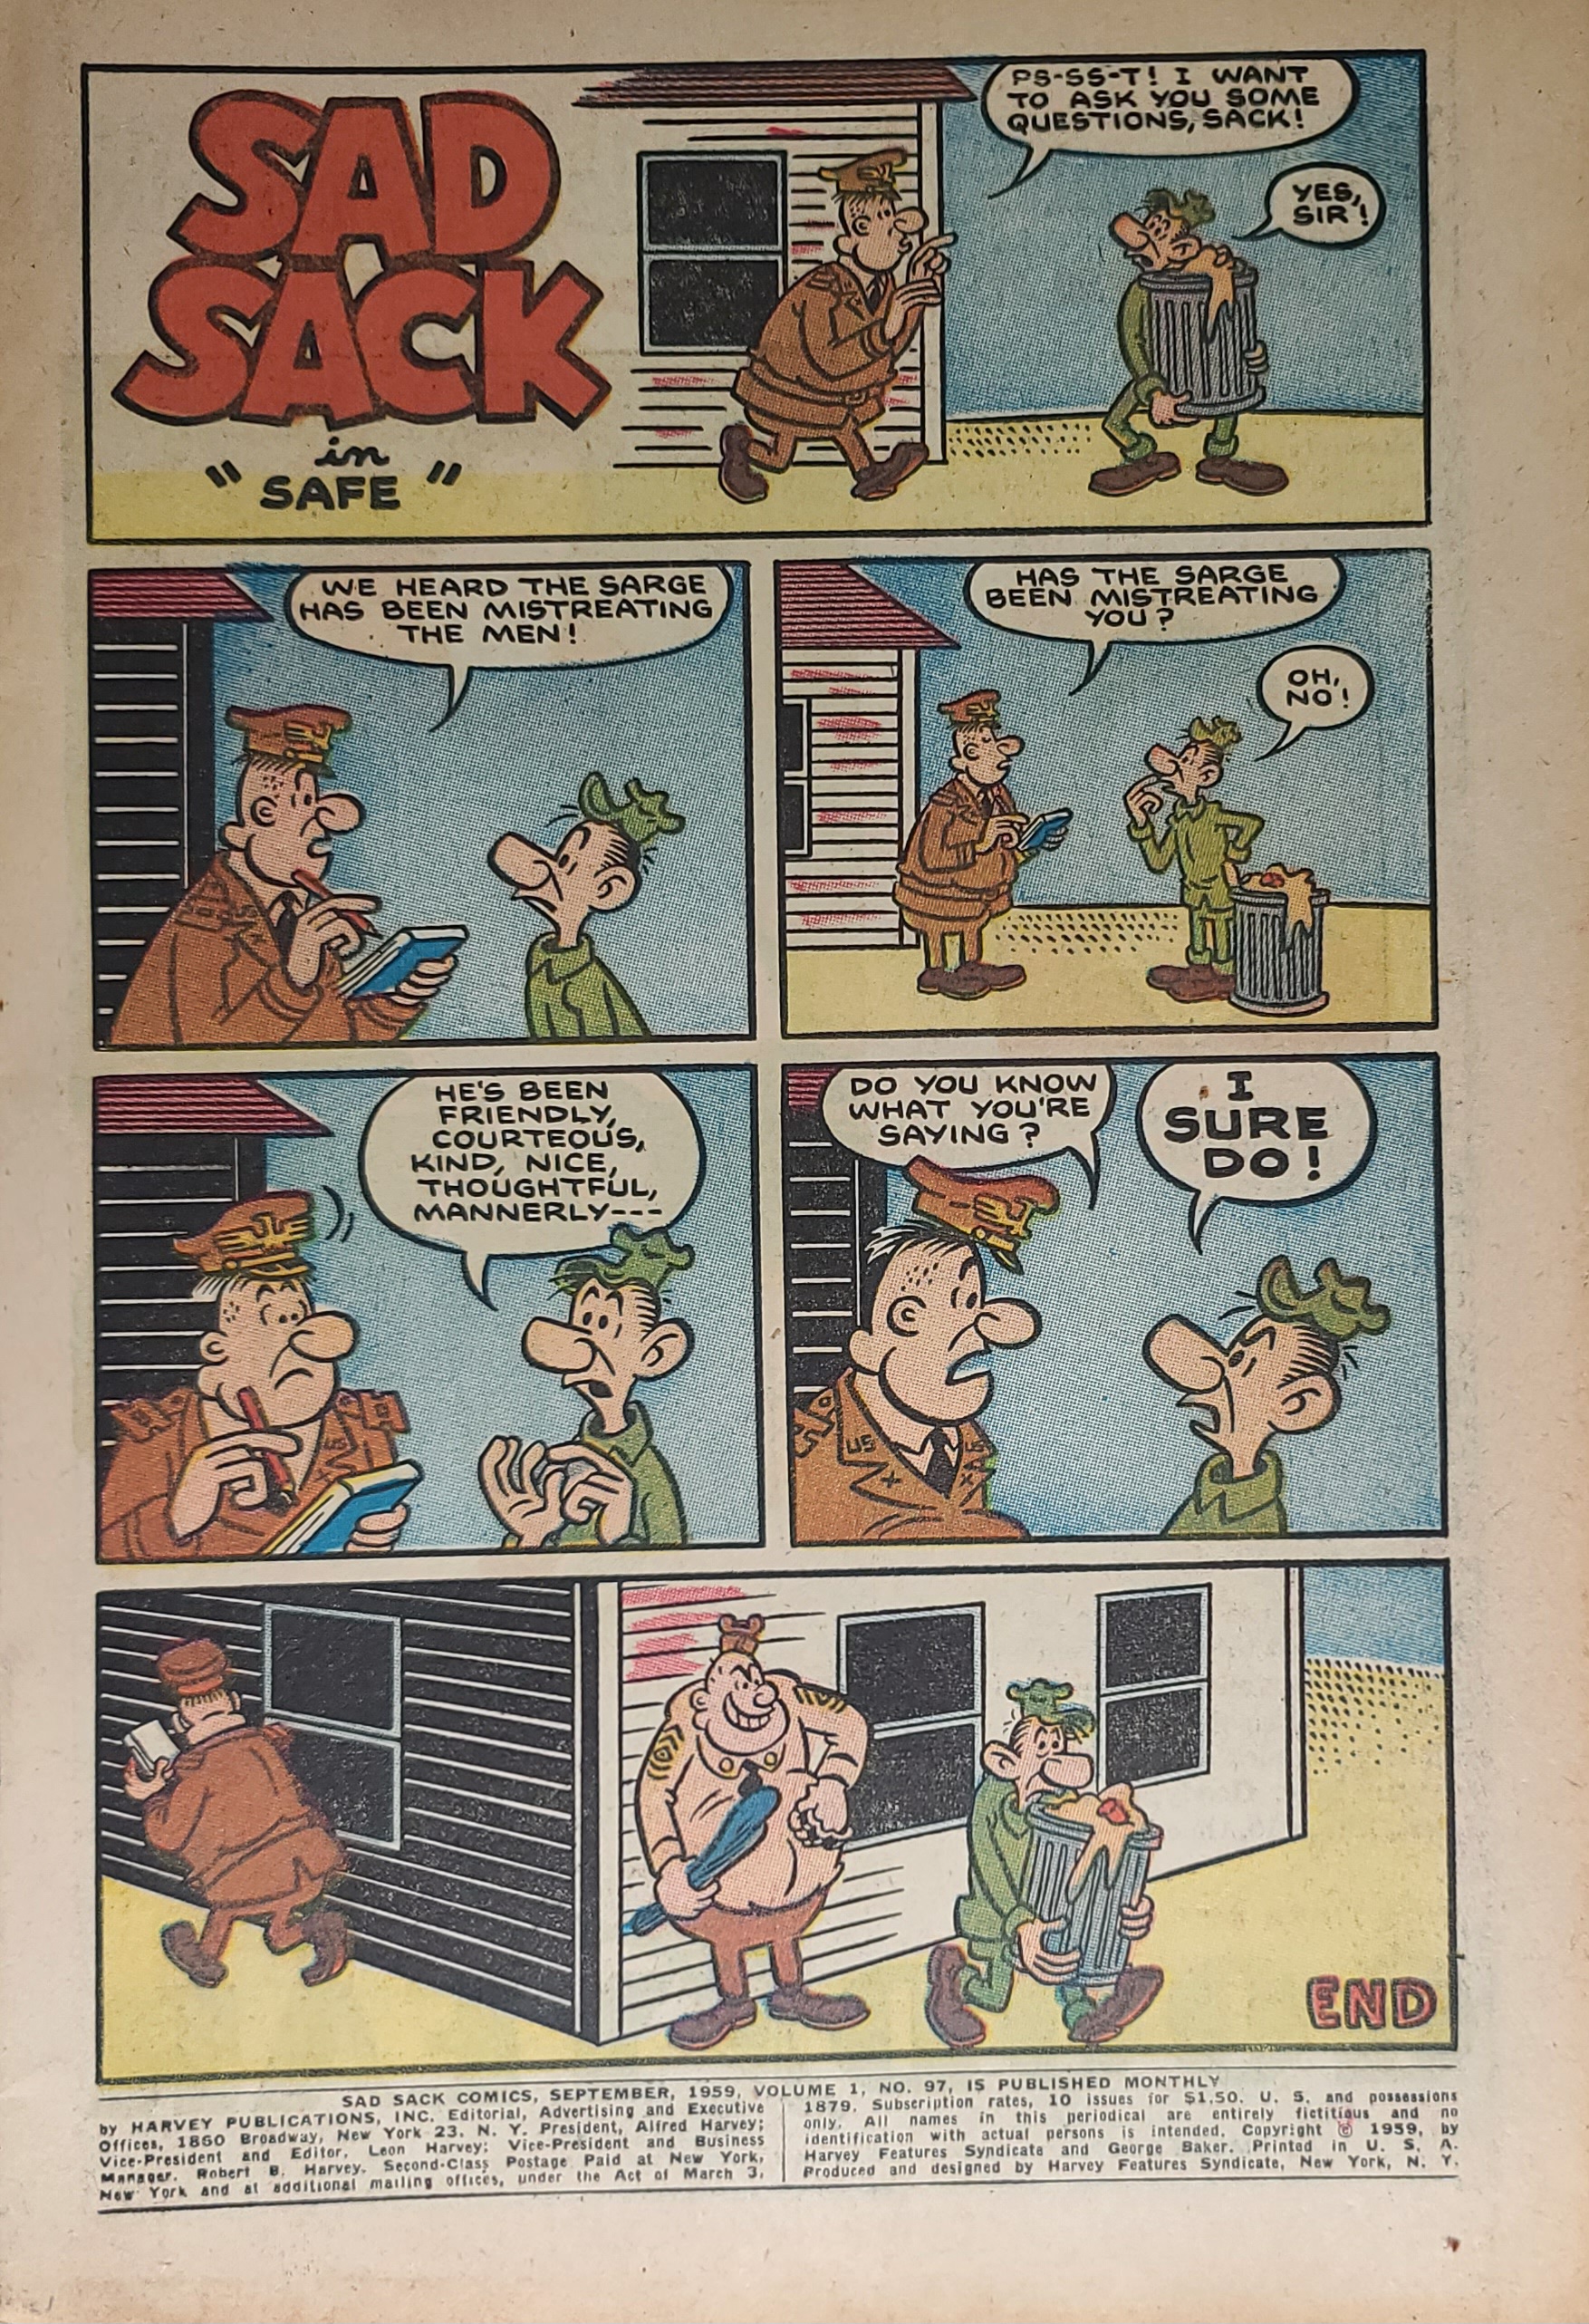 SAD
SACK
in
" SAFE "
PS-SS-T! I WANT
TO ASK YOU SOME
QUESTIONS, SACK!
YES,
SIR!
WE HEARD THE SARGE
HAS BEEN MISTREATING
THE MEN!
HAS THE SARGE
BEEN MISTREATING
YOU?
OH,
NO!
HE'S BEEN
FRIENDLY,
COURTEOUS,
KIND, NICE,
THOUGHTFUL,
MANNERLY---
DO YOU KNOW
WHAT YOU'RE
SAYING?
I
SURE
DO!
US
END
SAD SACK COMICS, SEPTEMBER, 1959, VOLUME 1, NO. 97, IS PUBLISHED MONTHLY
by HARVEY PUBLICATIONS, INC. Editorial, Advertising and Executive
Offices, 1860 Broadway, New York 23, N. Y. President, Alfred Harvey;
Vice-President and Editor, Leon Harvey; Vice-President and Business
Manager, Robert B. Harvey. Second-Class Postage Paid at New York,
New York and at additional mailing offices, under the Act of March 3,
1879. Subscription rates, 10 issues for $1.50. U. S. and possessions
only. All names in this periodical are entirely fictitious and no
identification with actual persons is intended. Copyright © 1959, by
Harvey Features Syndicate and George Baker. Printed in U. S. A.
Produced and designed by Harvey Features Syndicate, New York, N. Y.